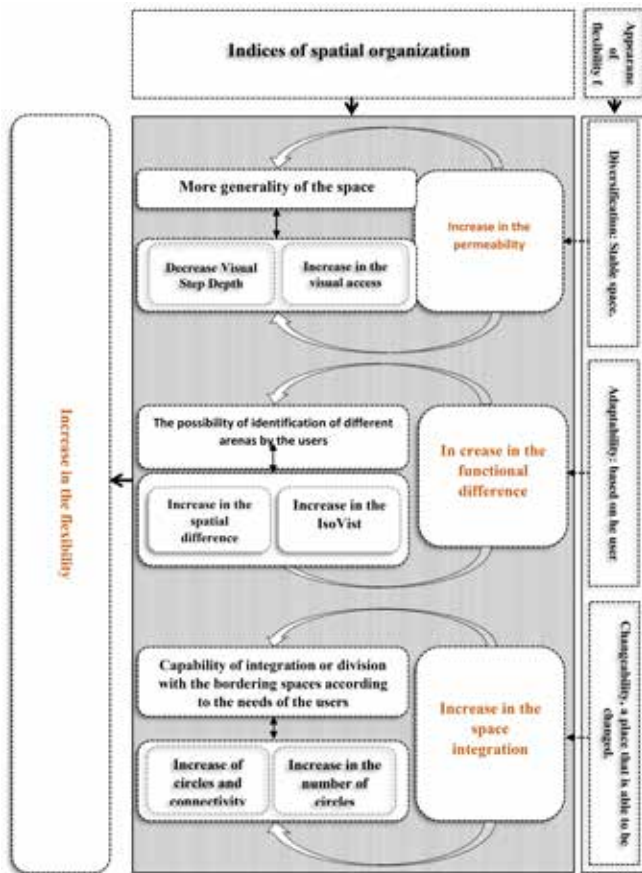 Indices of spatial organization
Appearane
of
flexibility f
More generality of the space
Decrease Visual
Step Depth
Increase in the
visual access
Increase in the
permeability
Diversification: Stable space.
The possibility of identification of different
arenas by the users
Increase in the
spatial
difference
Increase in the
IsoVist
In crease in the
functional
difference
Adaptability: based on he user
Capability of integration or division
with the bordering spaces according
to the needs of the users
Increase of
circles and
connectivity
Increase in the
number of
circles
Increase in the
space
integration
Changeability, a place that is able to be
changed.
Increase in the flexibility